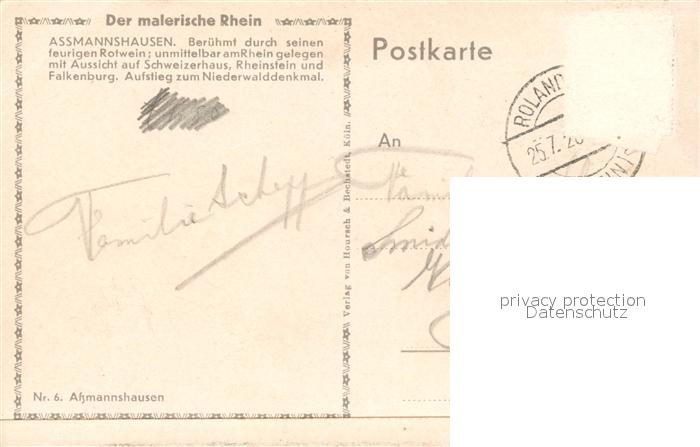 Der malerische Rhein
ASSMANNSHAUSEN. Berühmt durch seinen
feurigen Rotwein; unmittelbar am Rhein gelegen
mit Aussicht auf Schweizerhaus, Rheinstein und
Falkenburg. Aufstieg zum Niederwalddenkmal.
Familie
Nr. 6. Aßmannshausen
Verlag von Hoursch & Bechstedt, Köln.
Postkarte
ROLAND
25.7.
An
privacy protection
Datenschutz